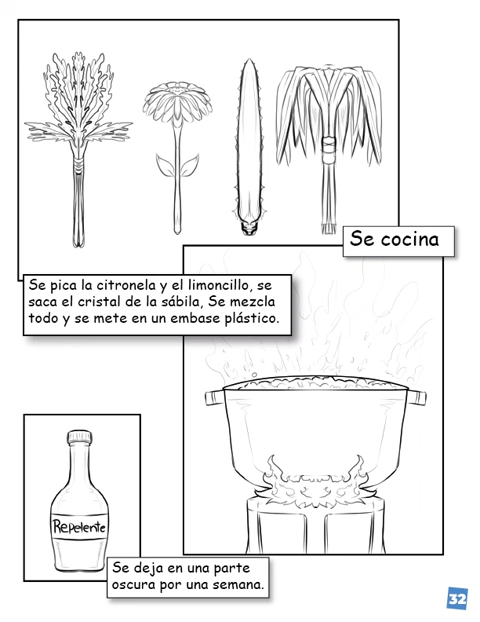 Se cocina
Se pica la citronela y el limoncillo, se
saca el cristal de la sábila, Se mezcla
todo y se mete en un embase plástico.
Repelente
Se deja en una parte
oscura por una semana.
32